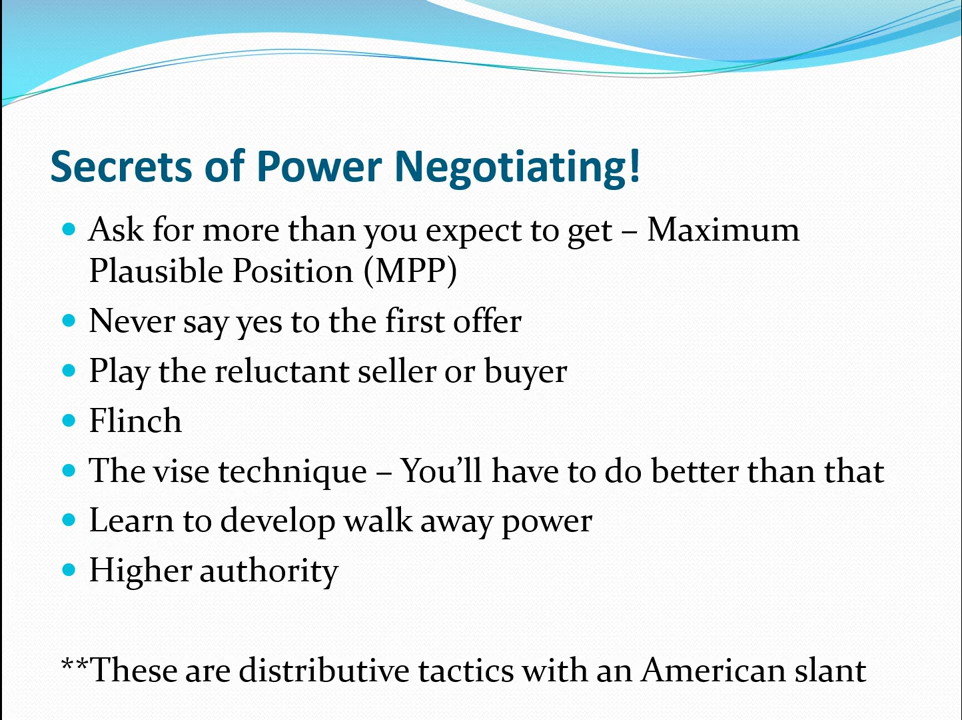 Secrets of Power Negotiating!
• Ask for more than you expect to get – Maximum
Plausible Position (MPP)
• Never say yes to the first offer
• Play the reluctant seller or buyer
• Flinch
• The vise technique – You’ll have to do better than that
• Learn to develop walk away power
• Higher authority
**These are distributive tactics with an American slant